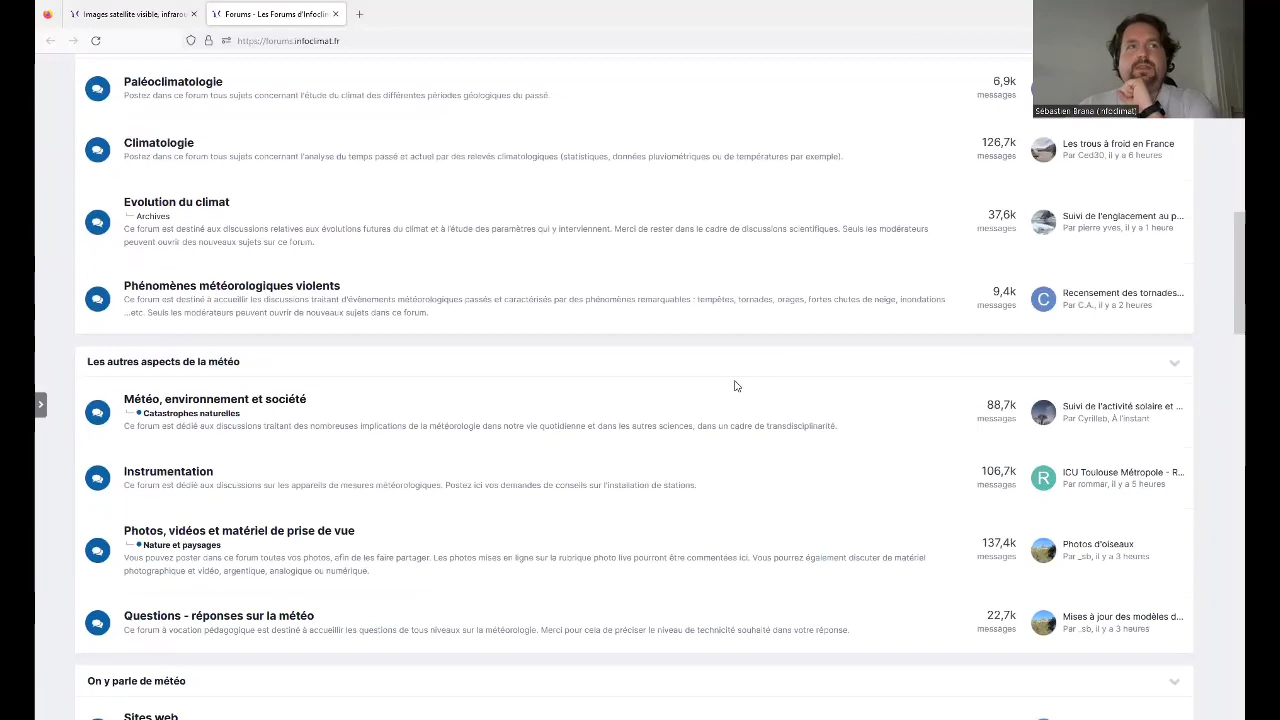 Images satellite visible, infrarou
Forums - Les Forums d'Infoclim
https://forums.infoclimat.fr
Sébastien Brana (Infoclimat)
Paléoclimatologie
Postez dans ce forum tous sujets concernant l'étude du climat des différentes périodes géologiques du passé.
6,9k
messages
Climatologie
Postez dans ce forum tous sujets concernant l'analyse du temps passé et actuel par des relevés climatologiques (statistiques, données pluviométriques ou de températures par exemple).
126,7k
messages
Les trous à froid en France
Par Ced30, il y a 6 heures
Evolution du climat
Archives
Ce forum est destiné aux discussions relatives aux évolutions futures du climat et à l'étude des paramètres qui y interviennent. Merci de rester dans le cadre de discussions scientifiques. Seuls les modérateurs
peuvent ouvrir des nouveaux sujets sur ce forum.
37,6k
messages
Suivi de l'englacement au p...
Par pierre yves, il y a 1 heure
Phénomènes météorologiques violents
Ce forum est destiné à accueillir les discussions traitant d'évènements météorologiques passés et caractérisés par des phénomènes remarquables : tempêtes, tornades, orages, fortes chutes de neige, inondations
...etc. Seuls les modérateurs peuvent ouvrir de nouveaux sujets dans ce forum.
9,4k
messages
C
Recensement des tornades...
Par C.A., il y a 2 heures
Les autres aspects de la météo
Météo, environnement et société
Catastrophes naturelles
Ce forum est dédié aux discussions traitant des nombreuses implications de la météorologie dans notre vie quotidienne et dans les autres sciences, dans un cadre de transdisciplinarité.
88,7k
messages
Suivi de l'activité solaire et ...
Par Cyrilleb, À l'instant
Instrumentation
Ce forum est dédié aux discussions sur les appareils de mesures météorologiques. Postez ici vos demandes de conseils sur l'installation de stations.
106,7k
messages
R
ICU Toulouse Métropole - R...
Par rommar, il y a 5 heures
Photos, vidéos et matériel de prise de vue
Nature et paysages
Vous pouvez poster dans ce forum toutes vos photos, afin de les faire partager. Les photos mises en ligne sur la rubrique photo live pourront être commentées ici. Vous pourrez également discuter de matériel
photographique et vidéo, argentique, analogique ou numérique.
137,4k
messages
Photos d'oiseaux
Par _sb, il y a 3 heures
Questions - réponses sur la météo
Ce forum à vocation pédagogique est destiné à accueillir les questions de tous niveaux sur la météorologie. Merci pour cela de préciser le niveau de technicité souhaité dans votre réponse.
22,7k
messages
Mises à jour des modèles d...
Par _sb, il y a 3 heures
On y parle de météo
Sites web